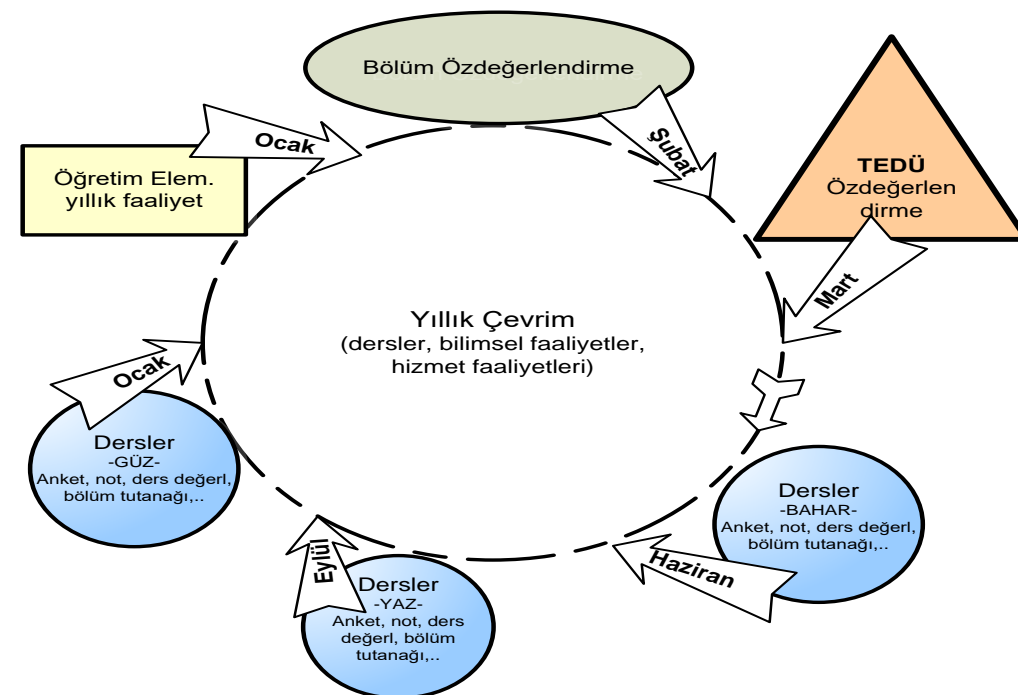 Bölüm Özdeğerlendirme
Ocak
Şubat
Öğretim Elem.
yıllık faaliyet
TEDÜ
Özdeğerlen
dirme
Mart
Yıllık Çevrim
(dersler, bilimsel faaliyetler,
hizmet faaliyetleri)
Ocak
Dersler
-GÜZ-
Anket, not, ders değerl,
bölüm tutanağı,..
Dersler
-BAHAR-
Anket, not, ders değerl,
bölüm tutanağı,..
Haziran
Eylül
Dersler
-YAZ-
Anket, not, ders
değerl, bölüm
tutanağı,..